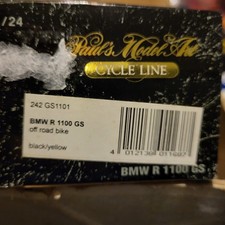 /24
Paul's Model Art
CYCLE LINE
242 GS1101
BMW R 1100 GS
off road bike
black/yellow
BMW R 1100 GS